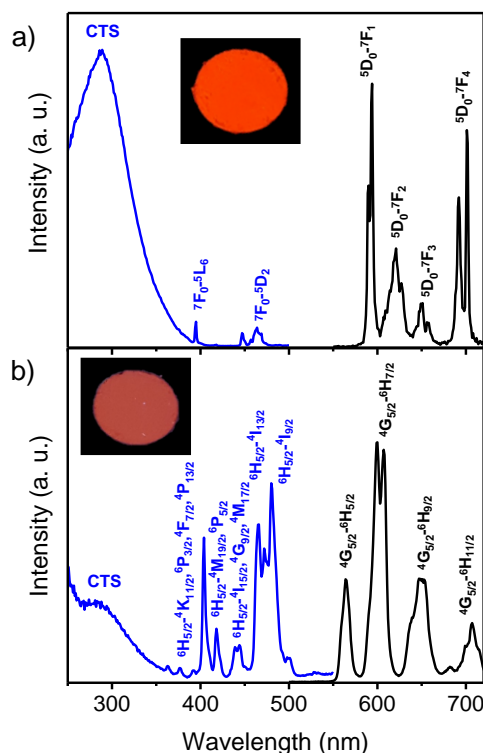 a)
CTS
⁷F₀-⁵L₆
⁷F₀-⁵D₂
⁵D₀-⁷F₁
⁵D₀-⁷F₂
⁵D₀-⁷F₃
⁵D₀-⁷F₄
Intensity (a. u.)
b)
CTS
⁶H₅/₂-⁴K₁₁/₂, ⁶P₃/₂, ⁴F₇/₂, ⁴P₁₃/₂
⁶H₅/₂-⁴M₁₉/₂, ⁶P₅/₂
⁶H₅/₂-⁴I₁₅/₂, ⁴G₉/₂, ⁴M₁₇/₂
⁶H₅/₂-⁴I₁₃/₂
⁶H₅/₂-⁴I₉/₂
⁴G₅/₂-⁶H₅/₂
⁴G₅/₂-⁶H₇/₂
⁴G₅/₂-⁶H₉/₂
⁴G₅/₂-⁶H₁₁/₂
Intensity (a. u.)
300 400 500 600 700
Wavelength (nm)